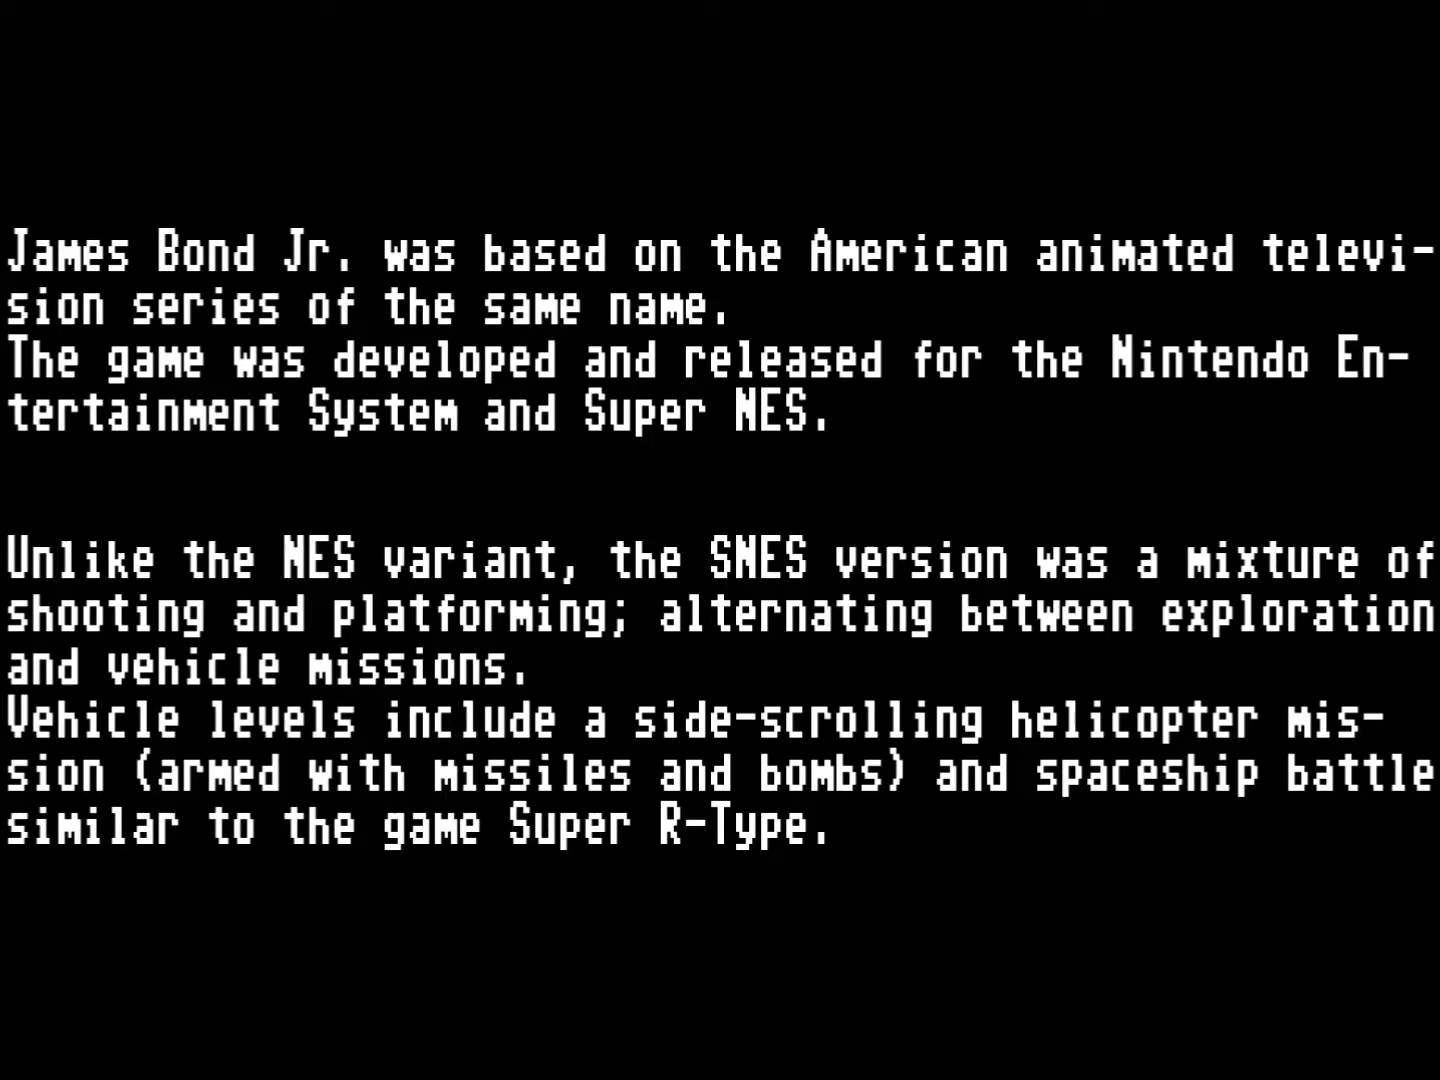 James Bond Jr. was based on the American animated televi-
sion series of the same name.
The game was developed and released for the Nintendo En-
tertainment System and Super NES.
Unlike the NES variant, the SNES version was a mixture of
shooting and platforming; alternating between exploration
and vehicle missions.
Vehicle levels include a side-scrolling helicopter mis-
sion (armed with missiles and bombs) and spaceship battle
similar to the game Super R-Type.